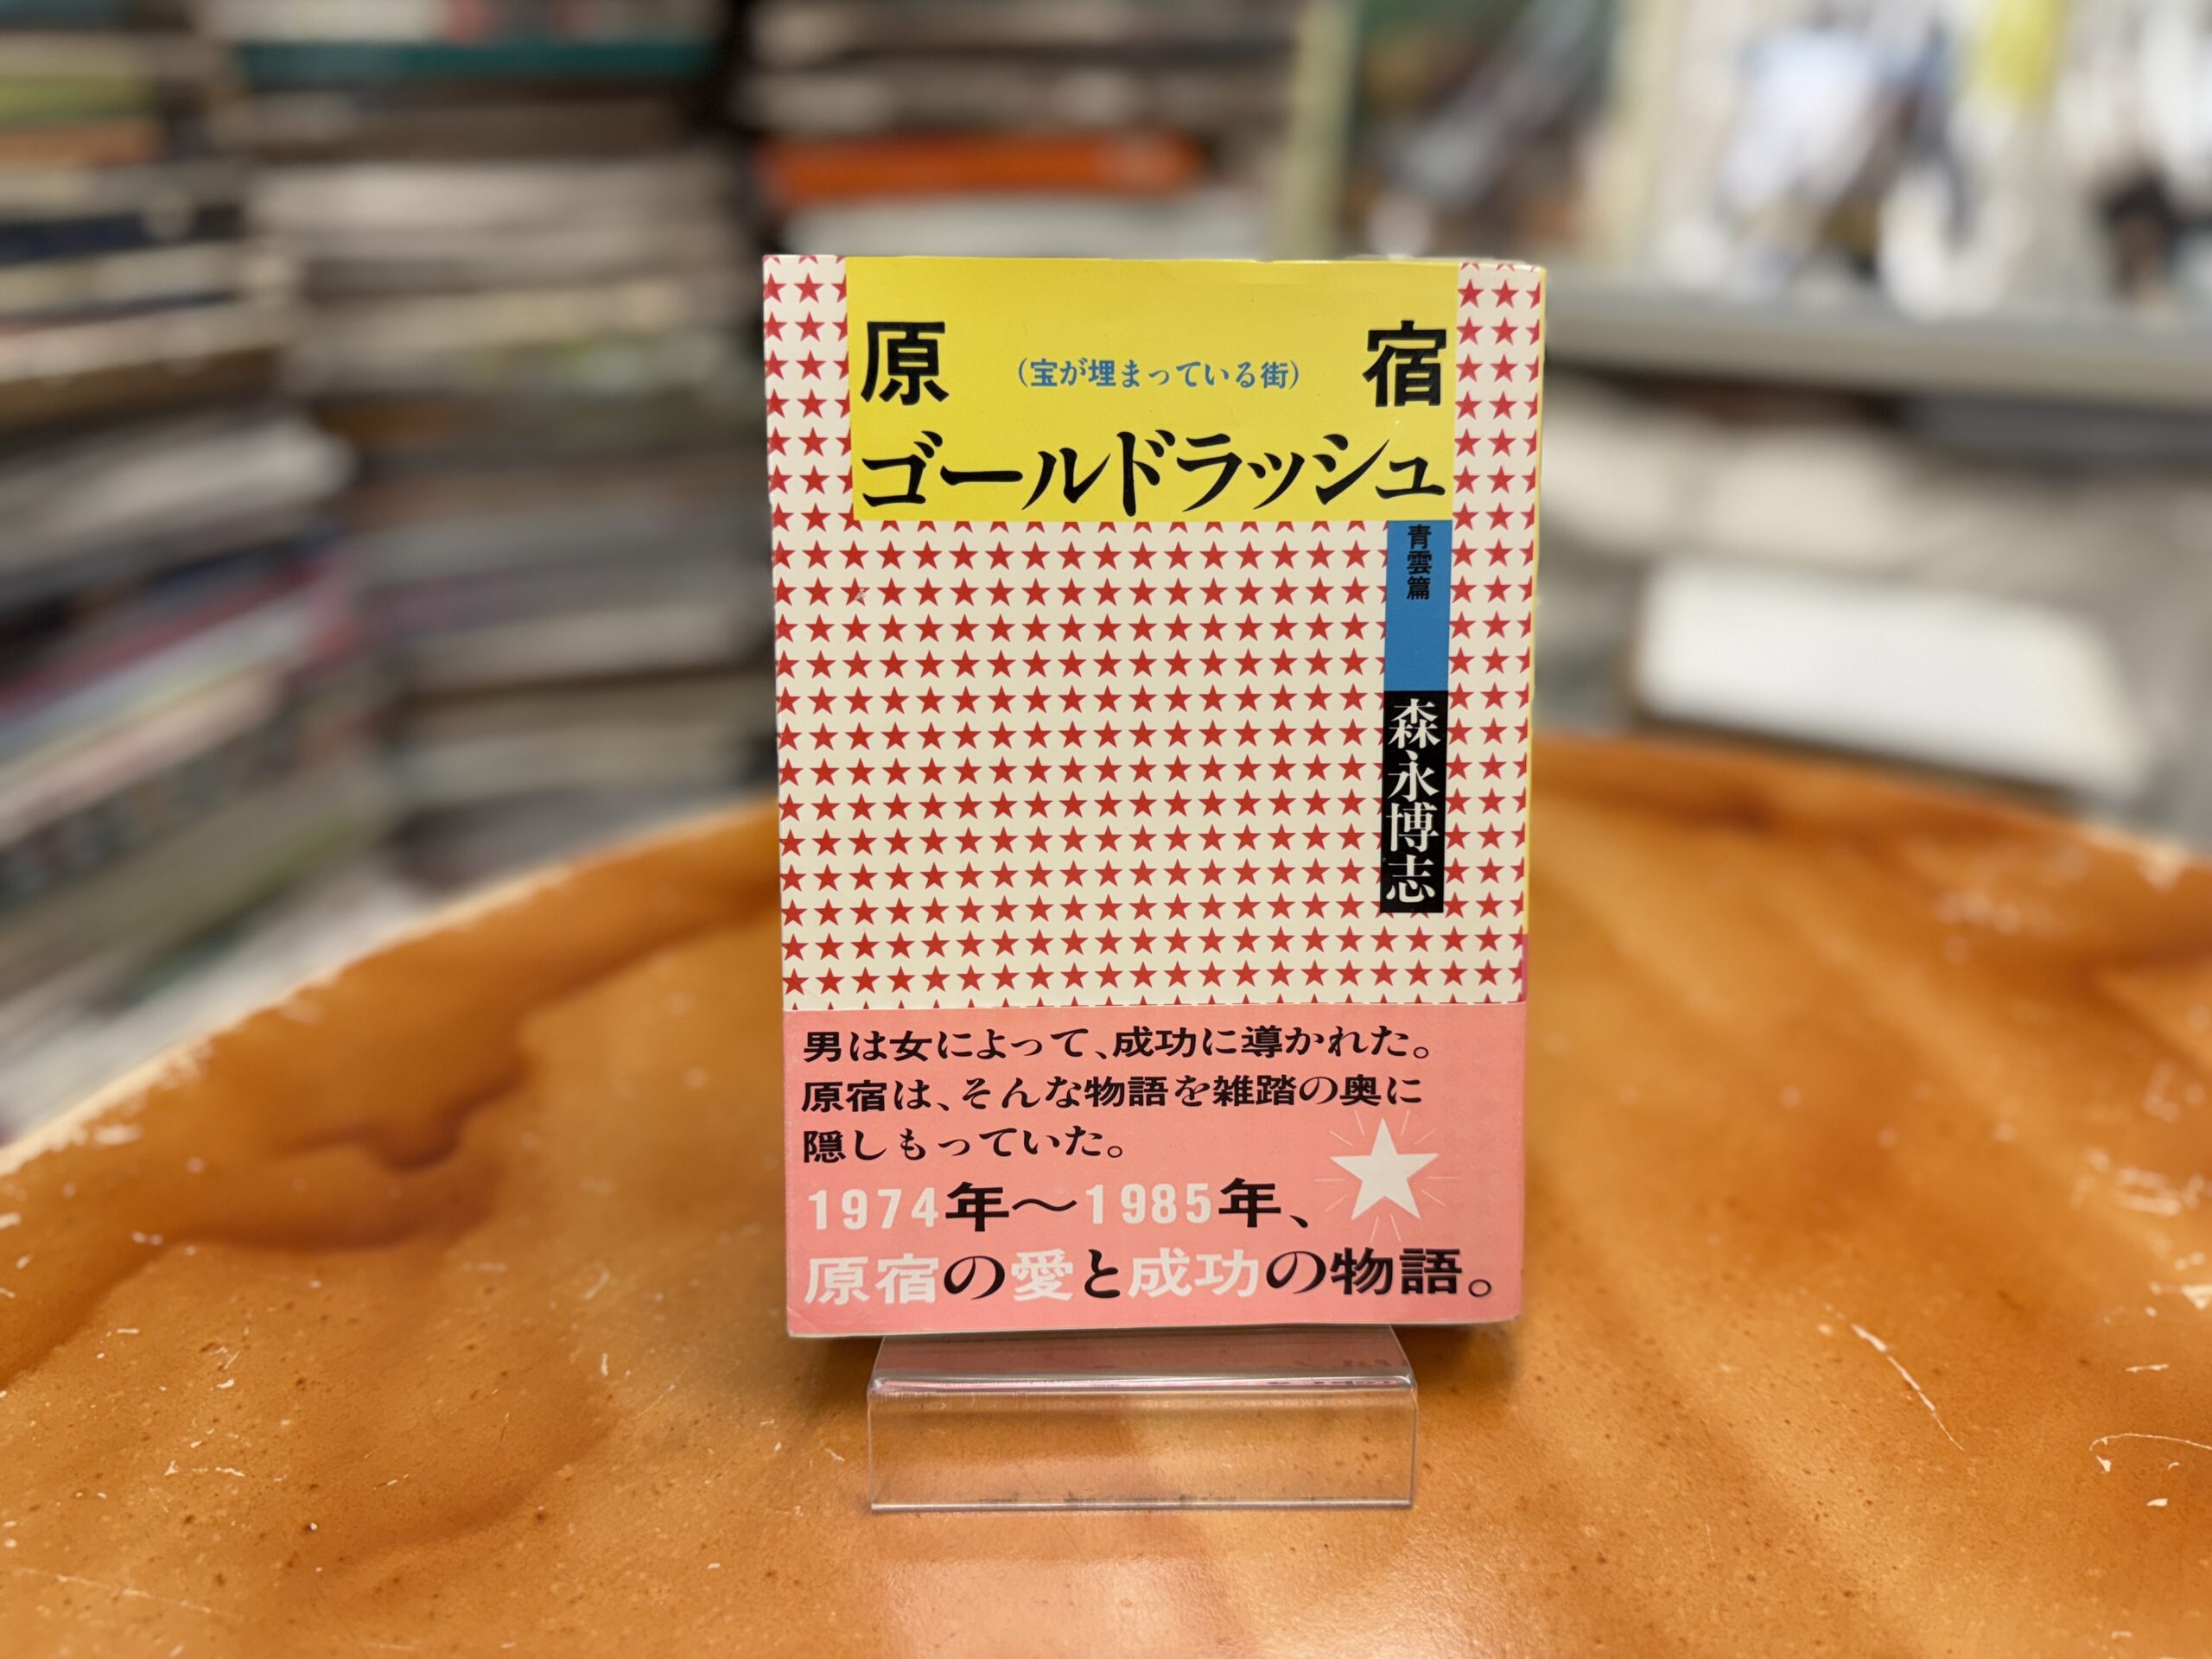 原宿
(宝が埋まっている街)
ゴールドラッシュ
青雲篇
森永博志
男は女によって、成功に導かれた。
原宿は、そんな物語を雑踏の奥に
隠しもっていた。
1974年〜1985年、
原宿の愛と成功の物語。